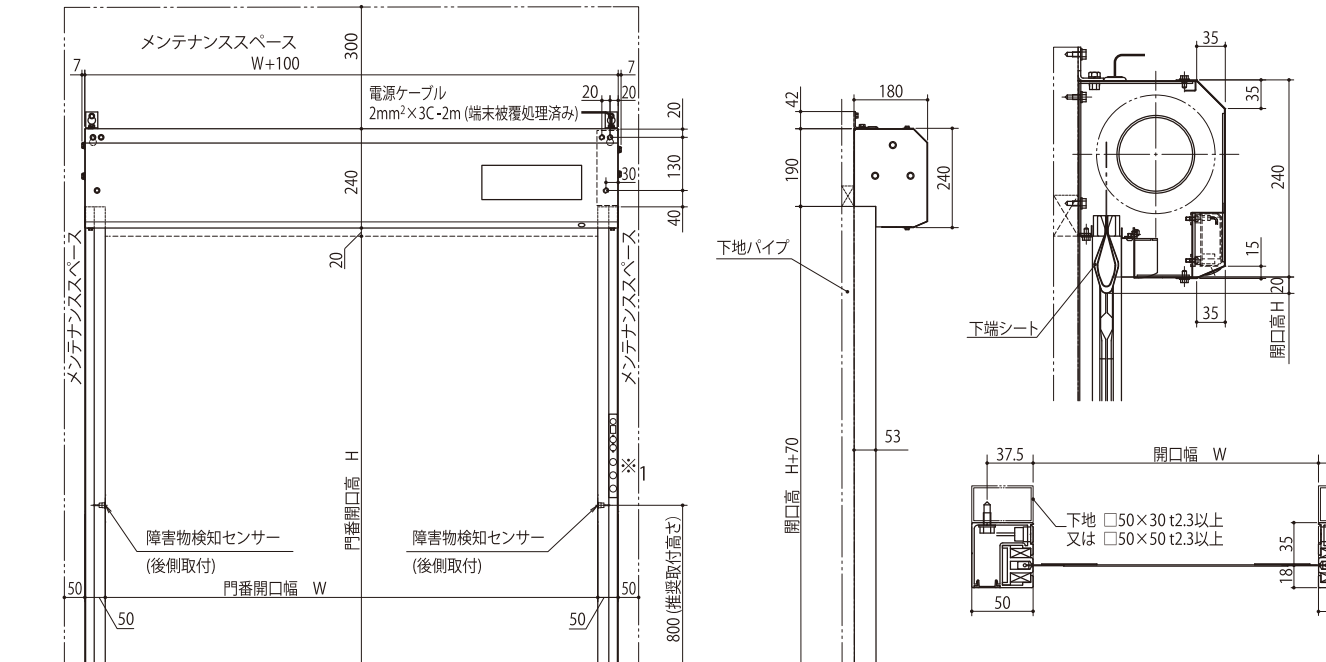 メンテナンススペース
300
7
W+100
7
電源ケーブル
2mm²×3C-2m (端末被覆処理済み)
20
20
20
130
30
240
40
20
メンテナンススペース
メンテナンススペース
門番開口高 H
※1
障害物検知センサー
(後側取付)
障害物検知センサー
(後側取付)
800 (推奨取付高さ)
50
門番開口幅 W
50
50
50
42
180
190
240
下地パイプ
53
開口高 H+70
35
35
240
15
20
35
開口高H
下端シート
37.5
開口幅 W
下地 □50×30 t2.3以上
又は □50×50 t2.3以上
35
18
50